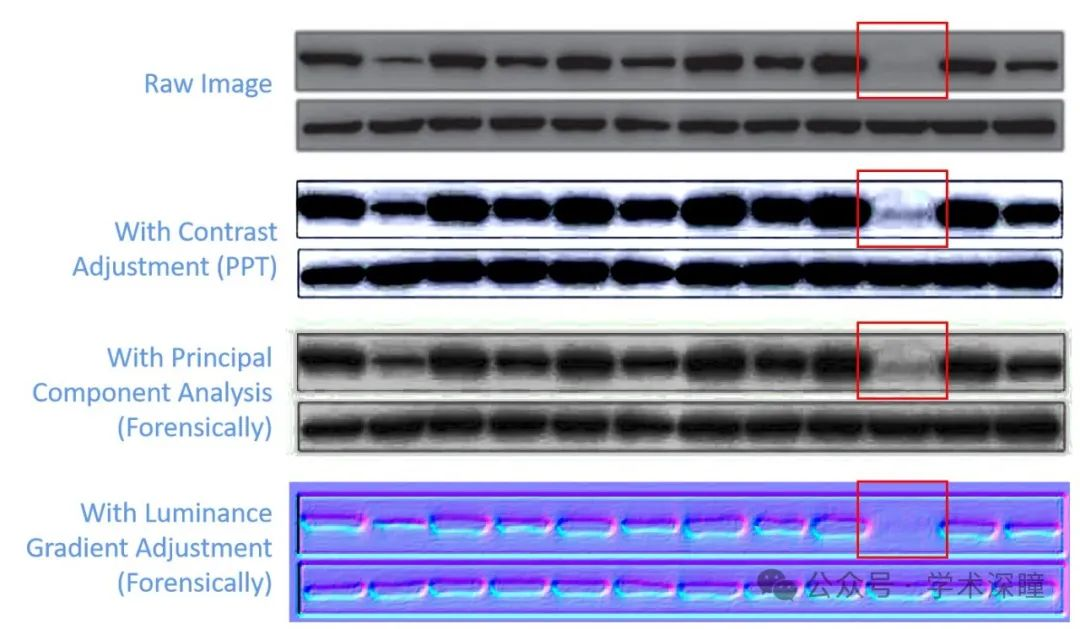 Raw Image
With Contrast
Adjustment (PPT)
With Principal
Component Analysis
(Forensically)
With Luminance
Gradient Adjustment
(Forensically)
公众号 · 学术深瞳